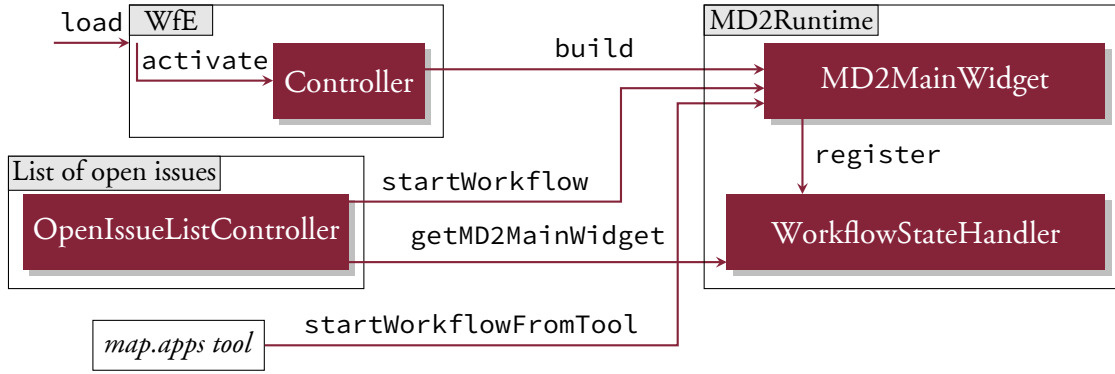 load
WfE
MD2Runtime
activate
build
Controller
MD2MainWidget
register
List of open issues
startWorkflow
OpenIssueListController
getMD2MainWidget
WorkflowStateHandler
startWorkflowFromTool
map.apps tool